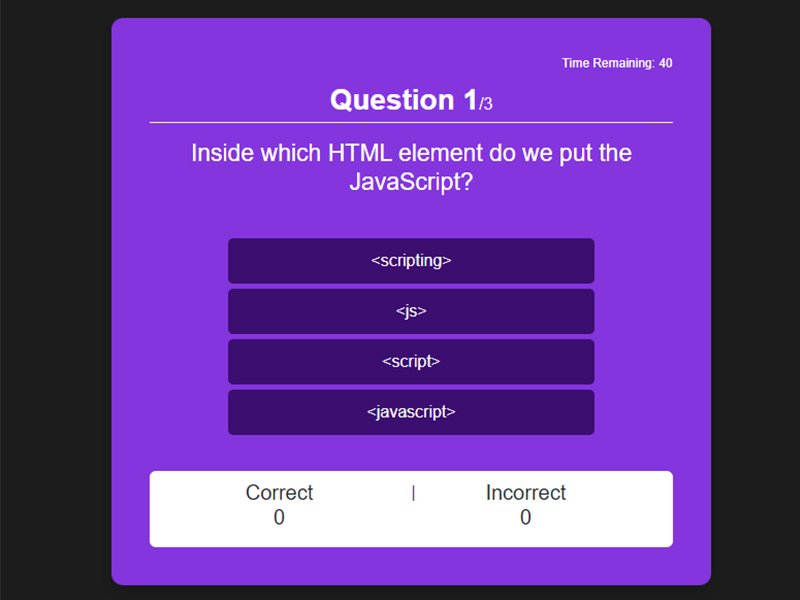 Time Remaining: 40
Question 1/3
Inside which HTML element do we put the
JavaScript?
<scripting>
<js>
<script>
<javascript>
Correct | Incorrect
0 0